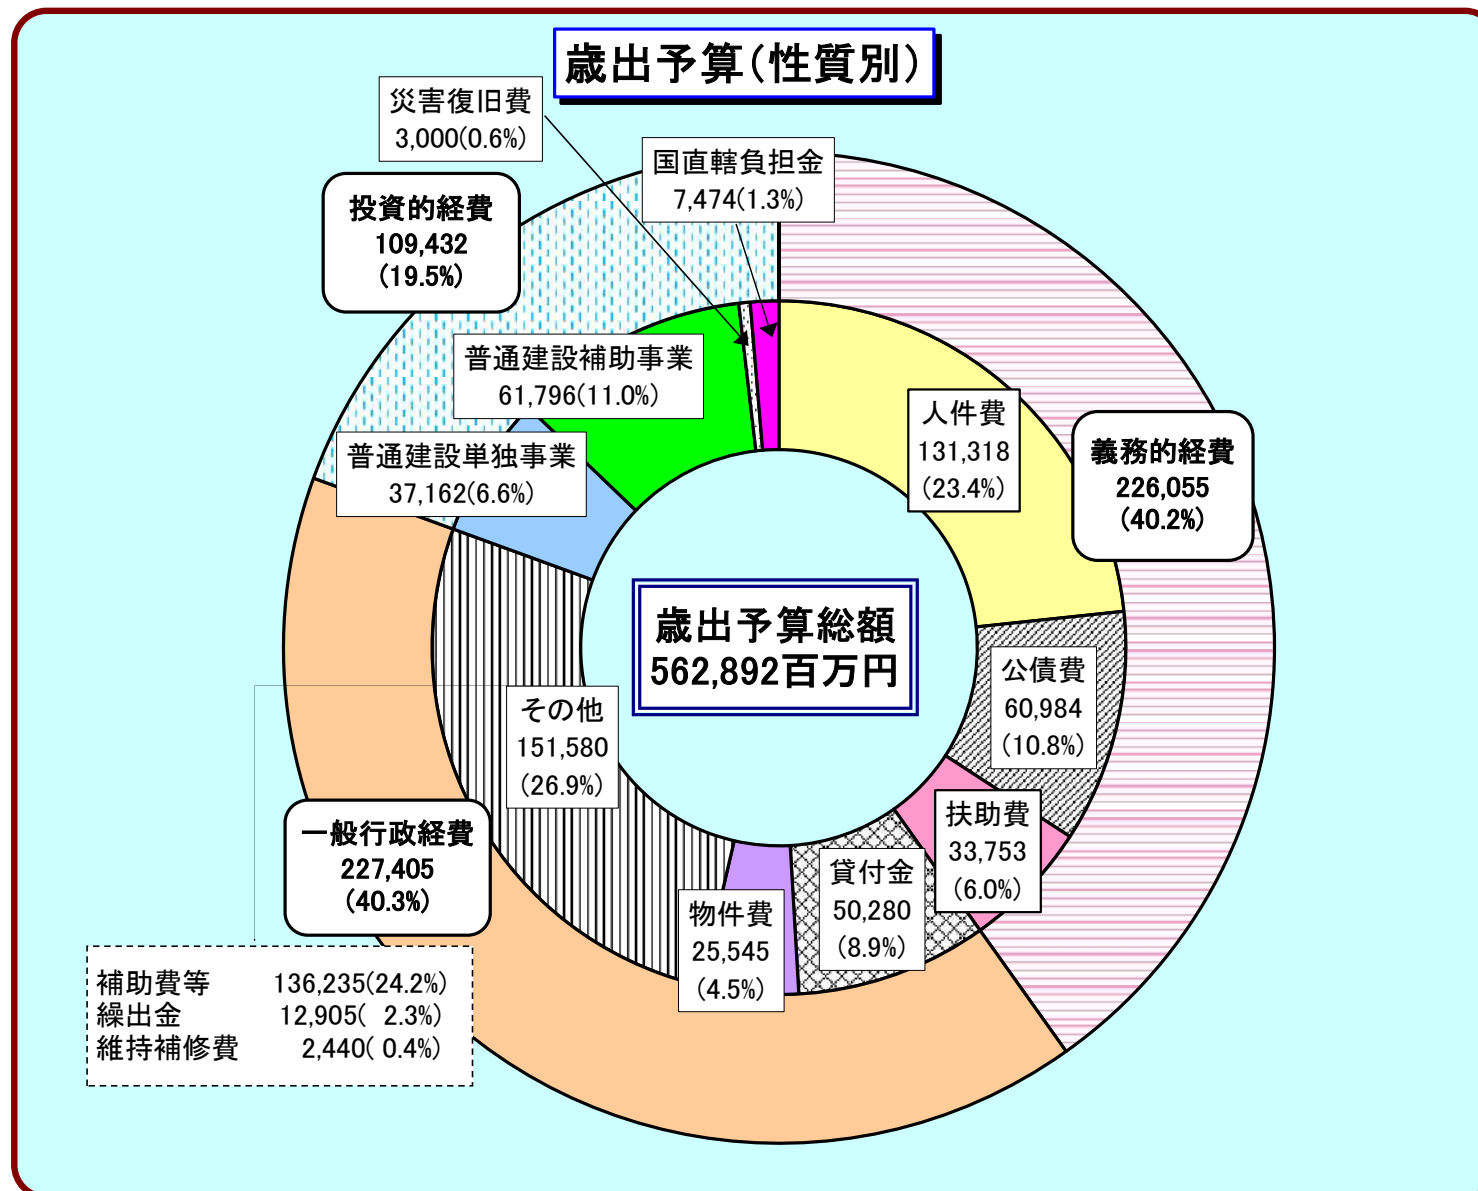 歳出予算(性質別)
災害復旧費
3,000(0.6%)
国直轄負担金
7,474(1.3%)
投資的経費
109,432
(19.5%)
普通建設補助事業
61,796(11.0%)
普通建設単独事業
37,162(6.6%)
人件費
131,318
(23.4%)
義務的経費
226,055
(40.2%)
歳出予算総額
562,892百万円
公債費
60,984
(10.8%)
その他
151,580
(26.9%)
扶助費
33,753
(6.0%)
一般行政経費
227,405
(40.3%)
貸付金
50,280
(8.9%)
物件費
25,545
(4.5%)
補助費等 136,235(24.2%)
繰出金 12,905( 2.3%)
維持補修費 2,440( 0.4%)